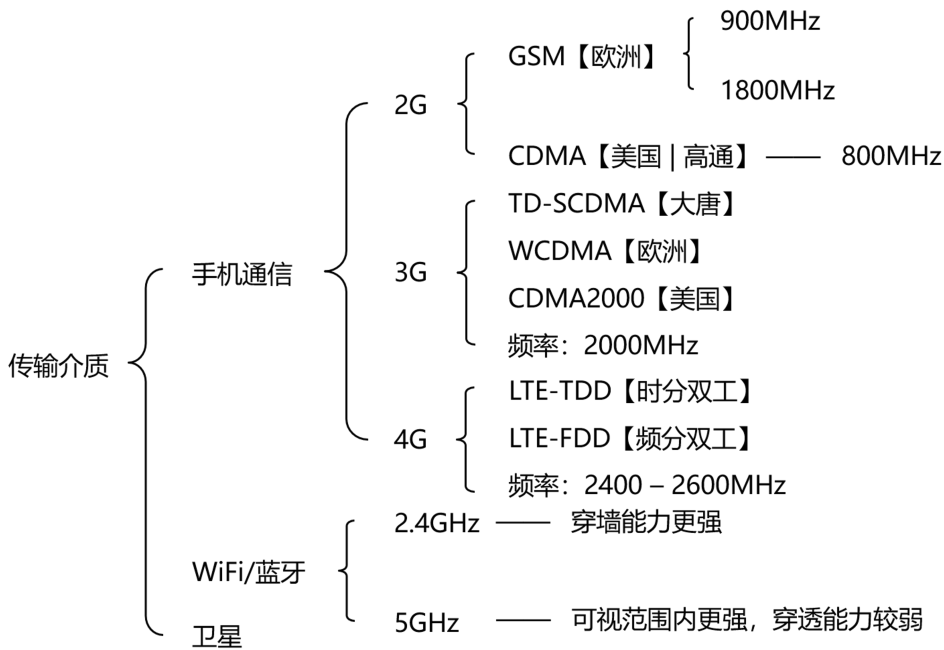 传输介质
手机通信
2G
GSM【欧洲】
900MHz
1800MHz
CDMA【美国 | 高通】
800MHz
3G
TD-SCDMA【大唐】
WCDMA【欧洲】
CDMA2000【美国】
频率：2000MHz
4G
LTE-TDD【时分双工】
LTE-FDD【频分双工】
频率：2400 – 2600MHz
WiFi/蓝牙
2.4GHz
穿墙能力更强
5GHz
可视范围内更强，穿透能力较弱
卫星